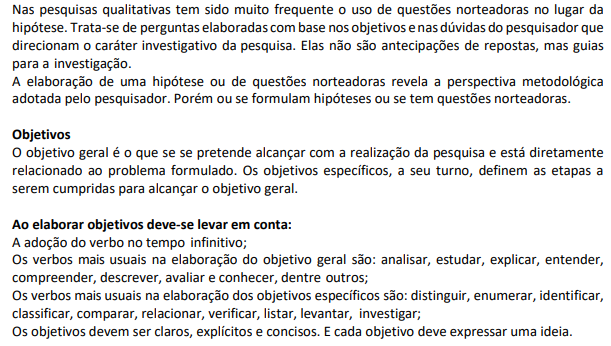 Nas pesquisas qualitativas tem sido muito frequente o uso de questões norteadoras no lugar da
hipótese. Trata-se de perguntas elaboradas com base nos objetivos e nas dúvidas do pesquisador que
direcionam o caráter investigativo da pesquisa. Elas não são antecipações de repostas, mas guias
para a investigação.
A elaboração de uma hipótese ou de questões norteadoras revela a perspectiva metodológica
adotada pelo pesquisador. Porém ou se formulam hipóteses ou se tem questões norteadoras.
Objetivos
O objetivo geral é o que se se pretende alcançar com a realização da pesquisa e está diretamente
relacionado ao problema formulado. Os objetivos específicos, a seu turno, definem as etapas a
serem cumpridas para alcançar o objetivo geral.
Ao elaborar objetivos deve-se levar em conta:
A adoção do verbo no tempo infinitivo;
Os verbos mais usuais na elaboração do objetivo geral são: analisar, estudar, explicar, entender,
compreender, descrever, avaliar e conhecer, dentre outros;
Os verbos mais usuais na elaboração dos objetivos específicos são: distinguir, enumerar, identificar,
classificar, comparar, relacionar, verificar, listar, levantar, investigar;
Os objetivos devem ser claros, explícitos e concisos. E cada objetivo deve expressar uma ideia.